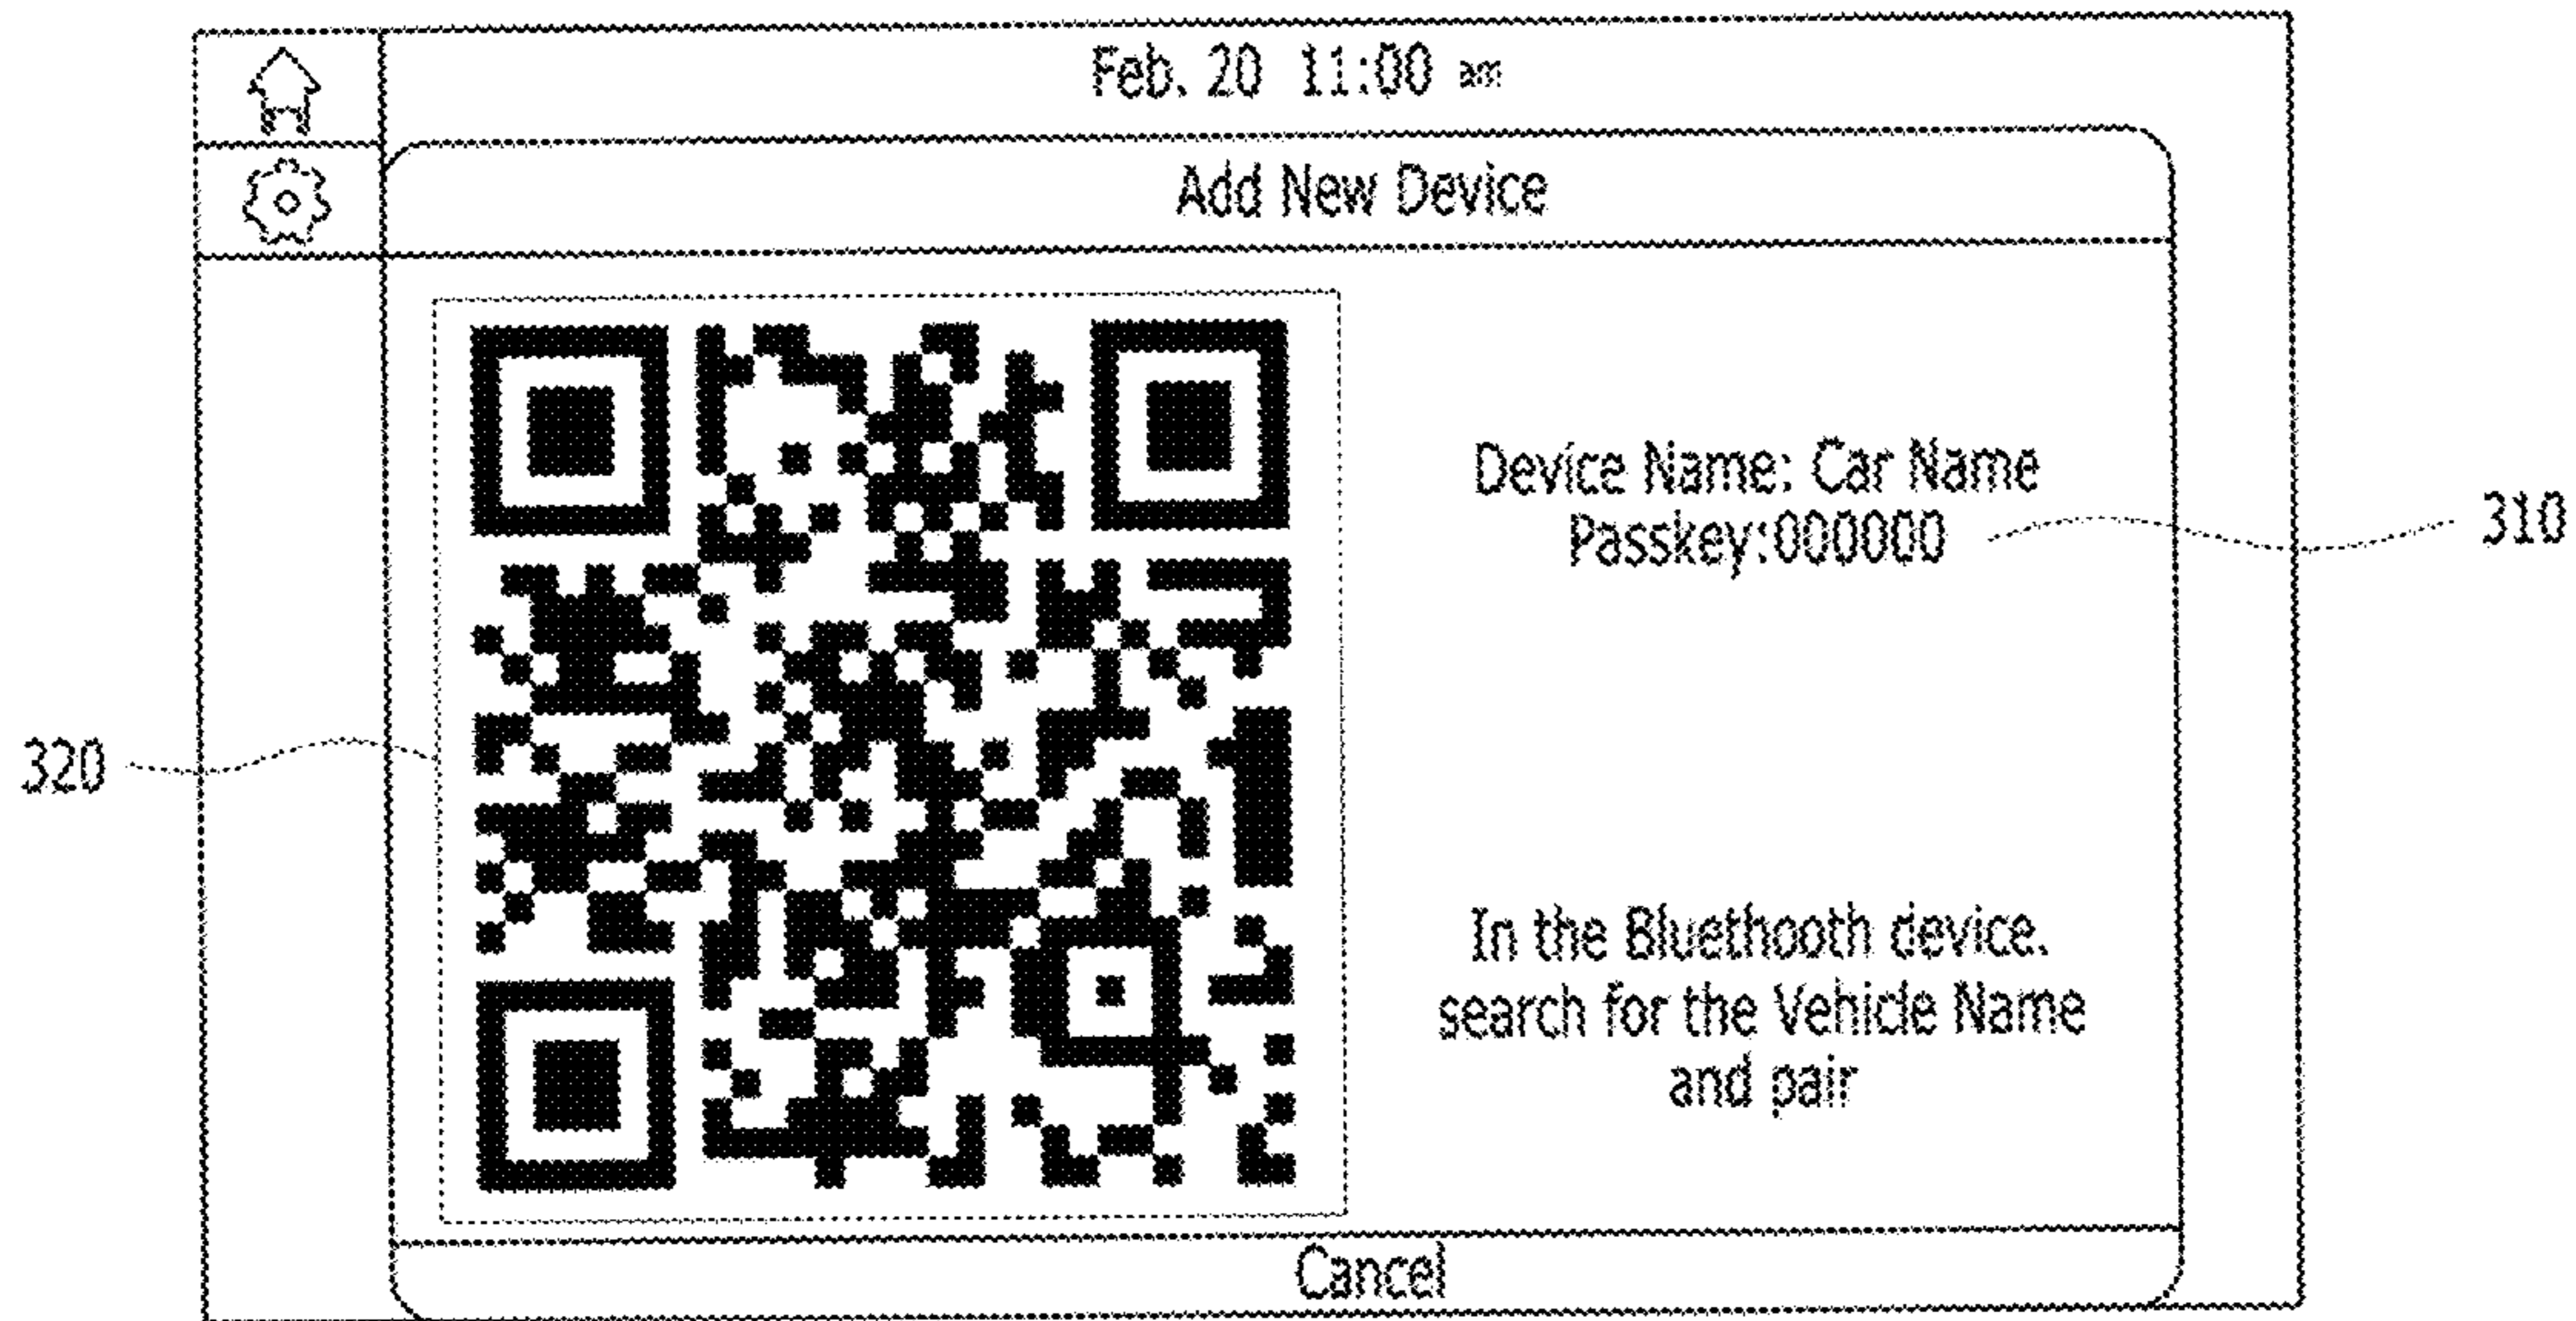 Feb. 20 11:00 am
Add New Device
Device Name: Car Name
Passkey:000000
310
320
In the Bluethooth device.
search for the Vehicle Name
and pair
Cancel